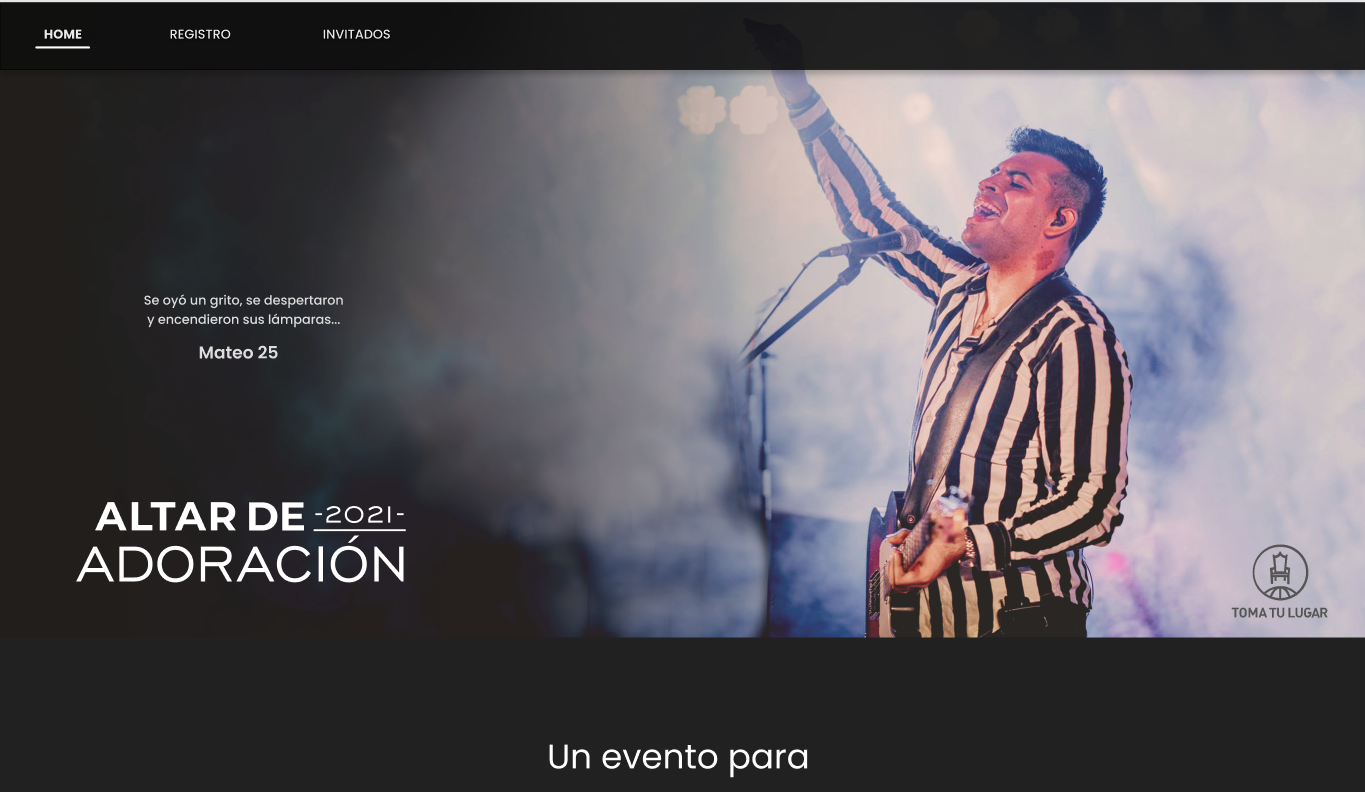 HOME
REGISTRO
INVITADOS
Se oyó un grito, se despertaron
y encendieron sus lámparas...
Mateo 25
ALTAR DE -2021-
ADORACIÓN
TOMA TU LUGAR
Un evento para